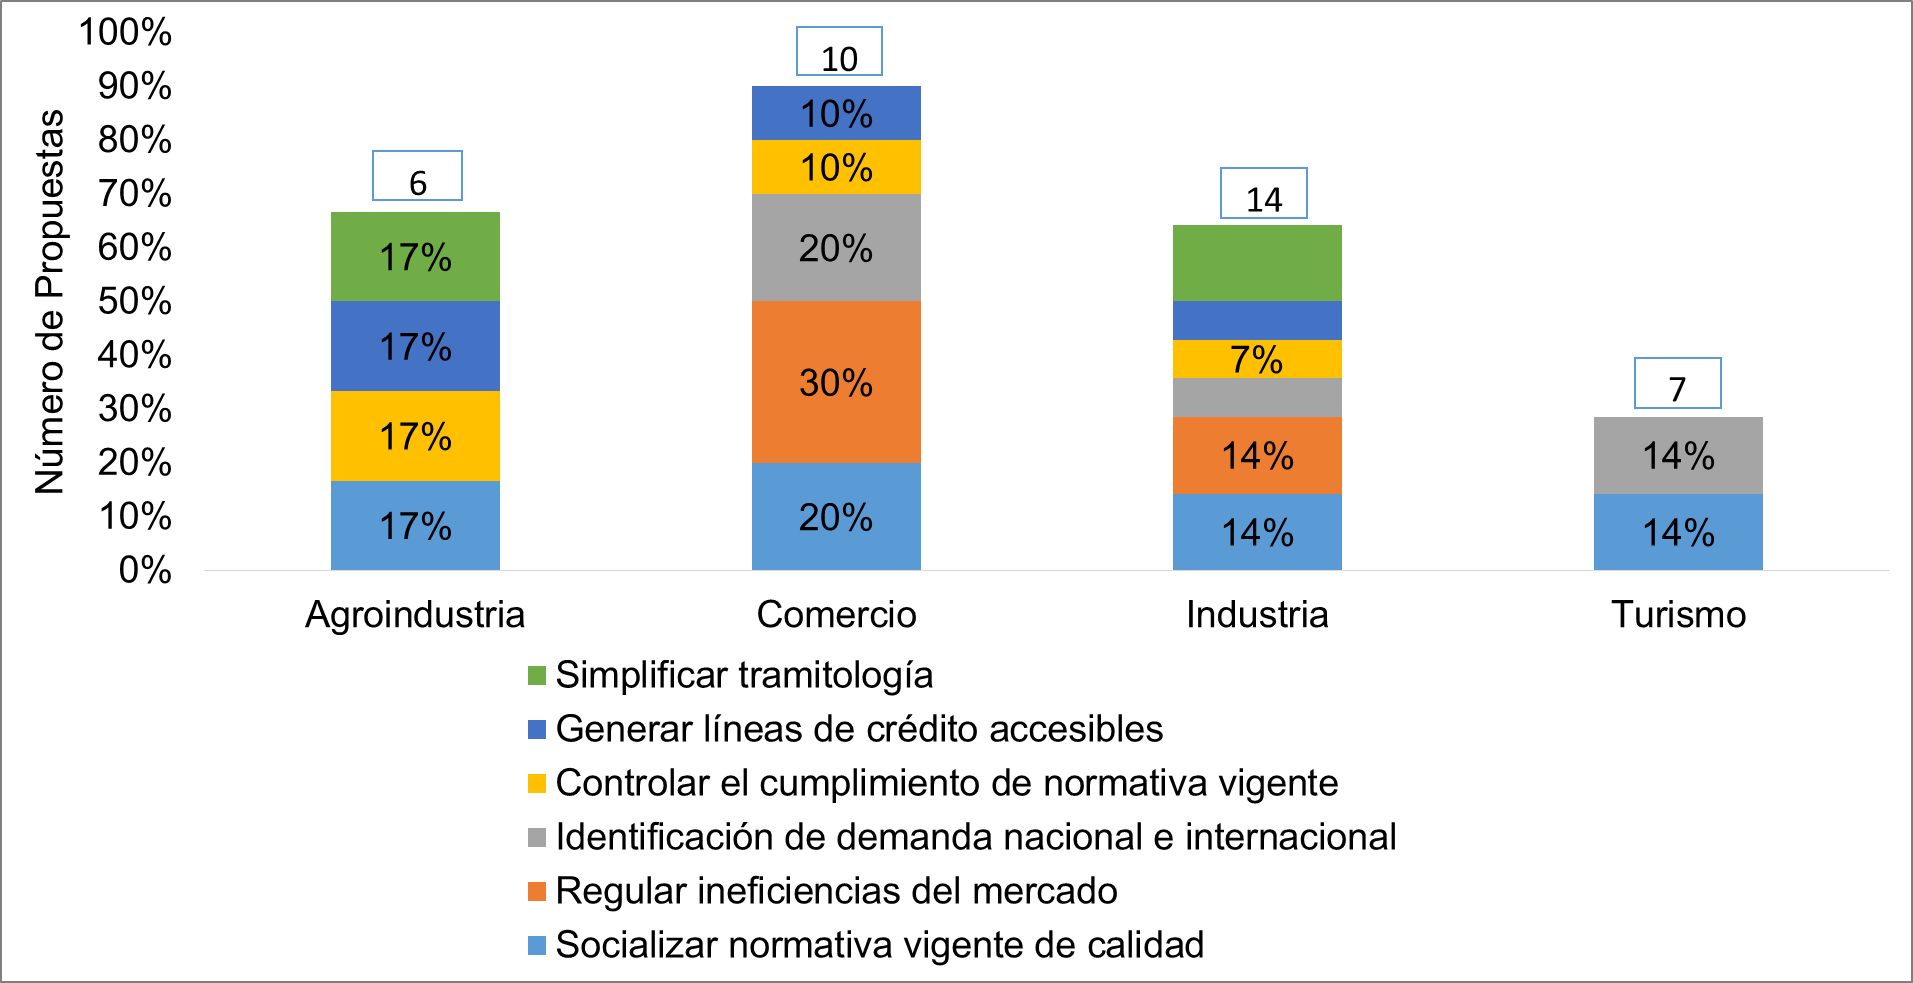 100%
90%
80%
70%
60%
50%
40%
30%
20%
10%
0%
Número de Propuestas
6
17%
17%
17%
17%
10
10%
10%
20%
30%
20%
14
7%
14%
14%
7
14%
14%
Agroindustria
Comercio
Industria
Turismo
Simplificar tramitología
Generar líneas de crédito accesibles
Controlar el cumplimiento de normativa vigente
Identificación de demanda nacional e internacional
Regular ineficiencias del mercado
Socializar normativa vigente de calidad